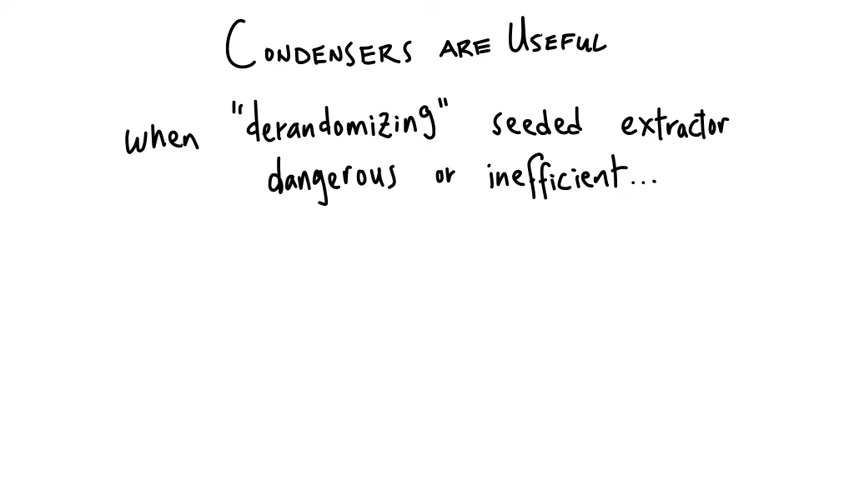 CONDENSERS ARE USEFUL
when "derandomizing" seeded extractor
dangerous or inefficient...